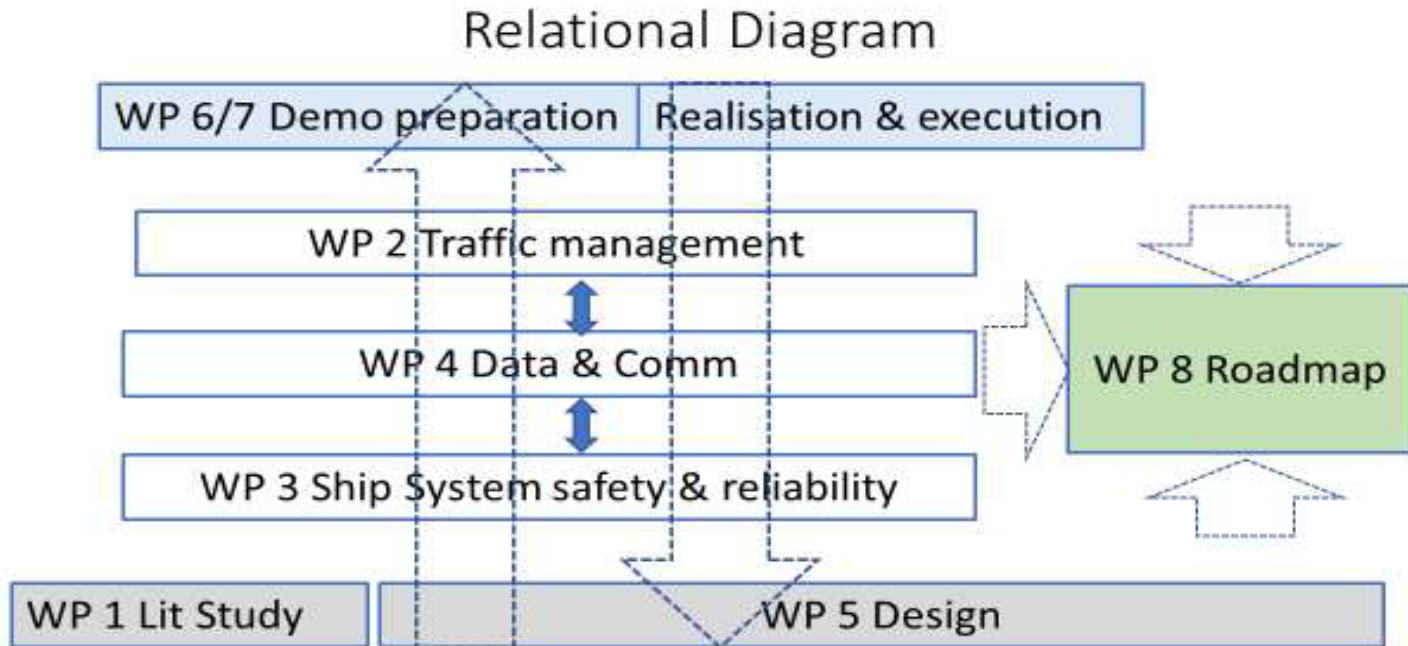 Relational Diagram
WP 6/7 Demo preparation
Realisation & execution
WP 2 Traffic management
WP 4 Data & Comm
WP 8 Roadmap
WP 3 Ship System safety & reliability
WP 1 Lit Study
WP 5 Design